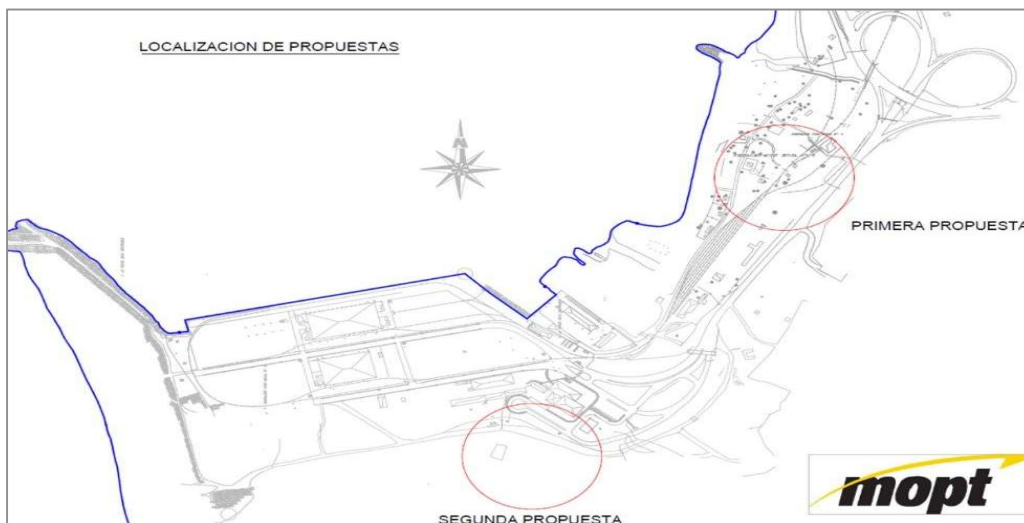 LOCALIZACION DE PROPUESTAS
N
PRIMERA PROPUESTA
SEGUNDA PROPUESTA
mopt